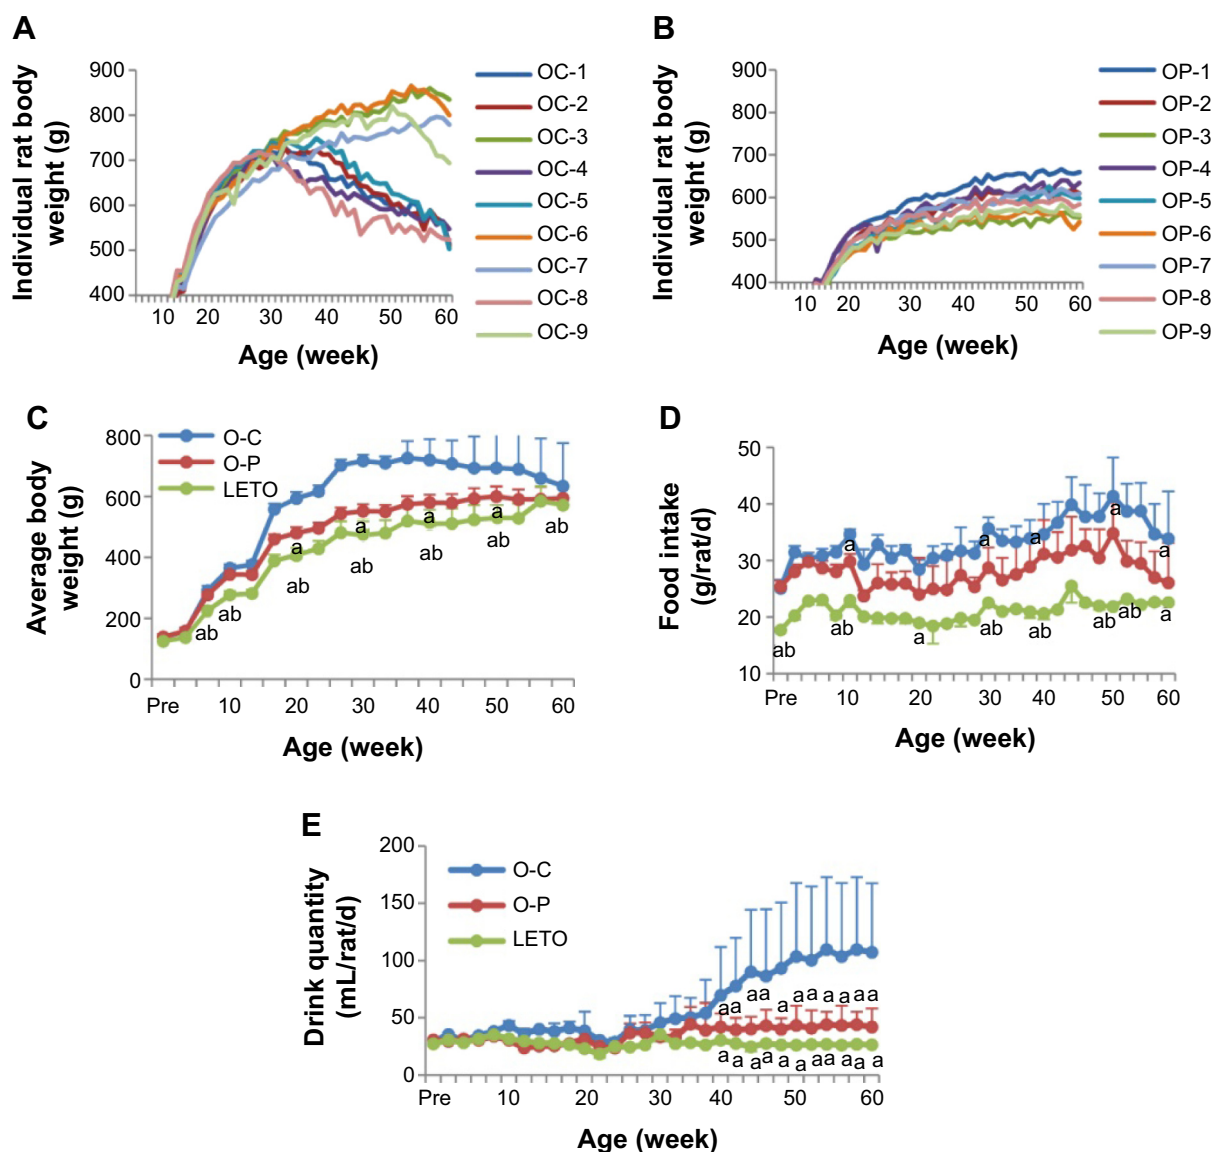 A
Individual rat body
weight (g)
900
800
700
600
500
400
10 20 30 40 50 60
Age (week)
OC-1
OC-2
OC-3
OC-4
OC-5
OC-6
OC-7
OC-8
OC-9
B
Individual rat body
weight (g)
900
800
700
600
500
400
10 20 30 40 50 60
Age (week)
OP-1
OP-2
OP-3
OP-4
OP-5
OP-6
OP-7
OP-8
OP-9
C
Average body
weight (g)
800
600
400
200
0
O-C
O-P
LETO
a a a a ab
ab ab ab ab ab ab
Pre 10 20 30 40 50 60
Age (week)
D
Food intake
(g/rat/d)
50
40
30
20
10
a a a a a
ab ab a ab ab ab ab a
Pre 10 20 30 40 50 60
Age (week)
E
Drink quantity
(mL/rat/d)
200
150
100
50
0
O-C
O-P
LETO
aa aa a a a a a a a
a a a a a a a a a a a
Pre 10 20 30 40 50 60
Age (week)